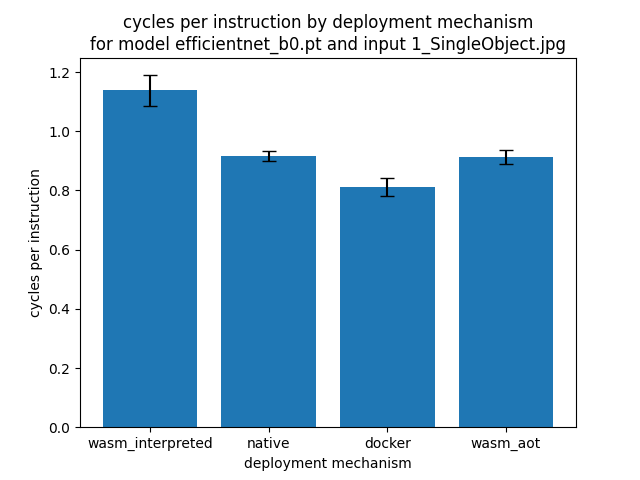 cycles per instruction by deployment mechanism
for model efficientnet_b0.pt and input 1_SingleObject.jpg
cycles per instruction
1.2
1.0
0.8
0.6
0.4
0.2
0.0
wasm_interpreted native docker wasm_aot
deployment mechanism